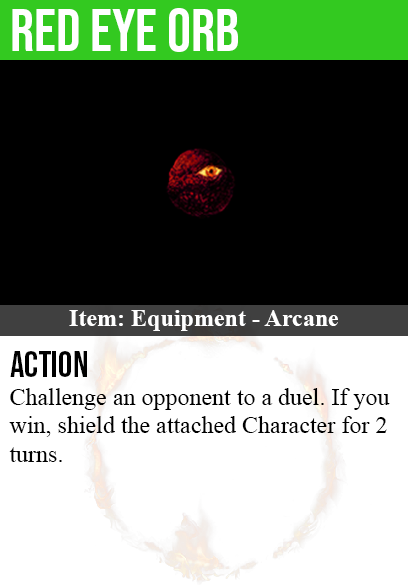 RED EYE ORB
Item: Equipment - Arcane
ACTION
Challenge an opponent to a duel. If you
win, shield the attached Character for 2
turns.